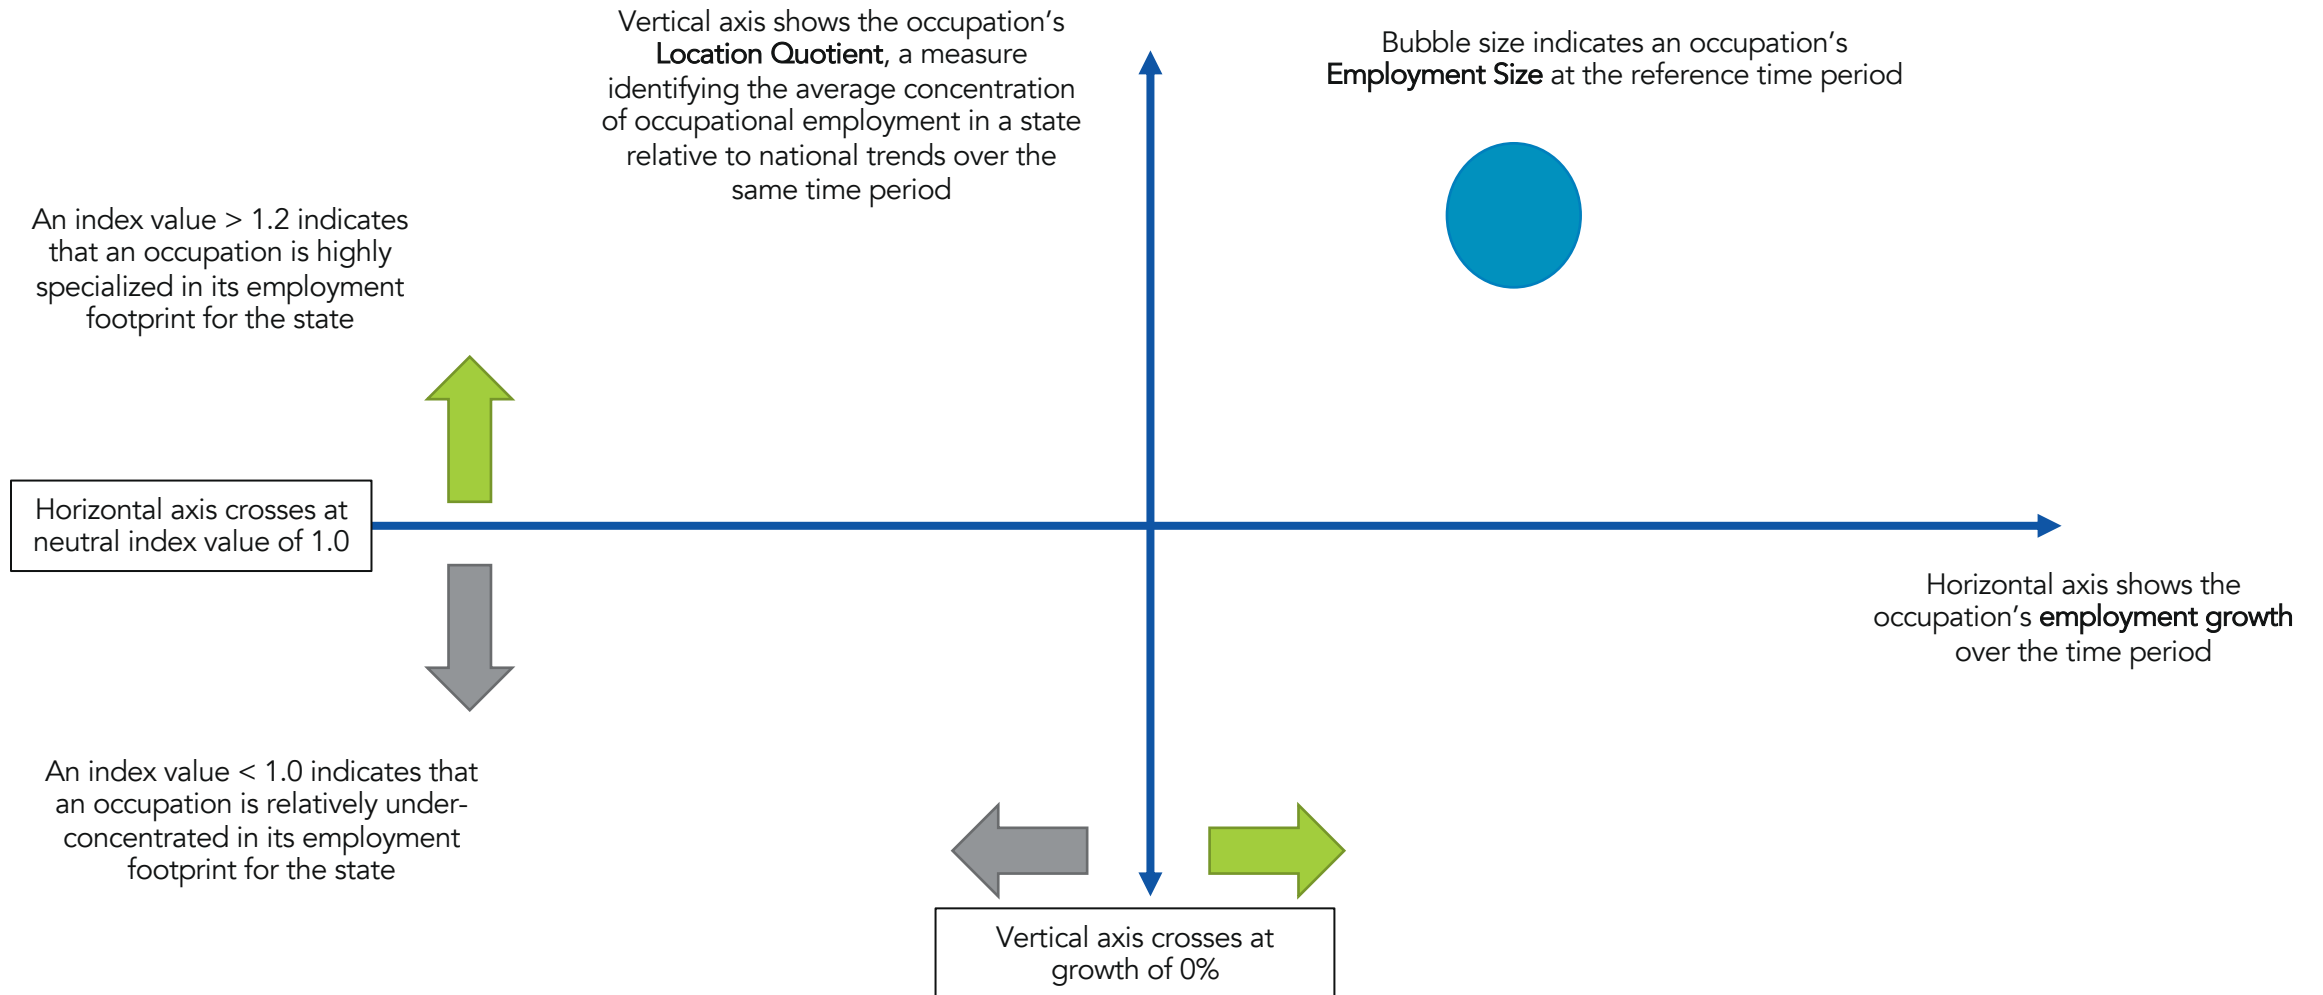 Vertical axis shows the occupation’s
Location Quotient, a measure
identifying the average concentration
of occupational employment in a state
relative to national trends over the
same time period
Bubble size indicates an occupation’s
Employment Size at the reference time period
An index value > 1.2 indicates
that an occupation is highly
specialized in its employment
footprint for the state
Horizontal axis crosses at
neutral index value of 1.0
Horizontal axis shows the
occupation’s employment growth
over the time period
An index value < 1.0 indicates that
an occupation is relatively under-
concentrated in its employment
footprint for the state
Vertical axis crosses at
growth of 0%